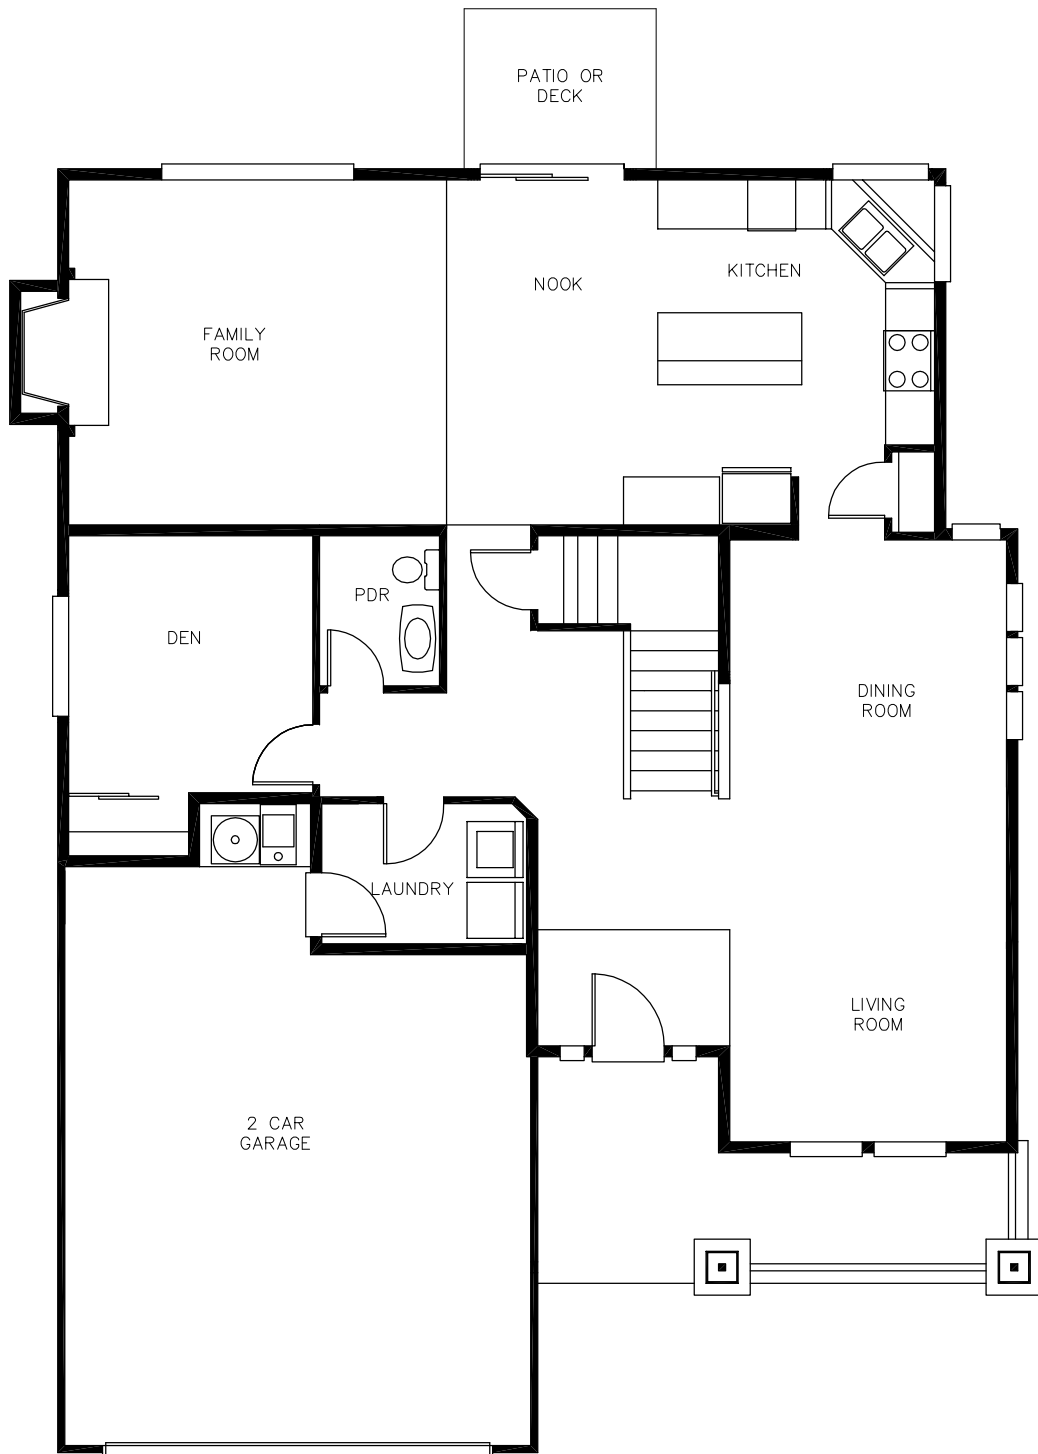 PATIO OR
DECK
NOOK
KITCHEN
FAMILY
ROOM
PDR
DEN
DINING
ROOM
LAUNDRY
LIVING
ROOM
2 CAR
GARAGE